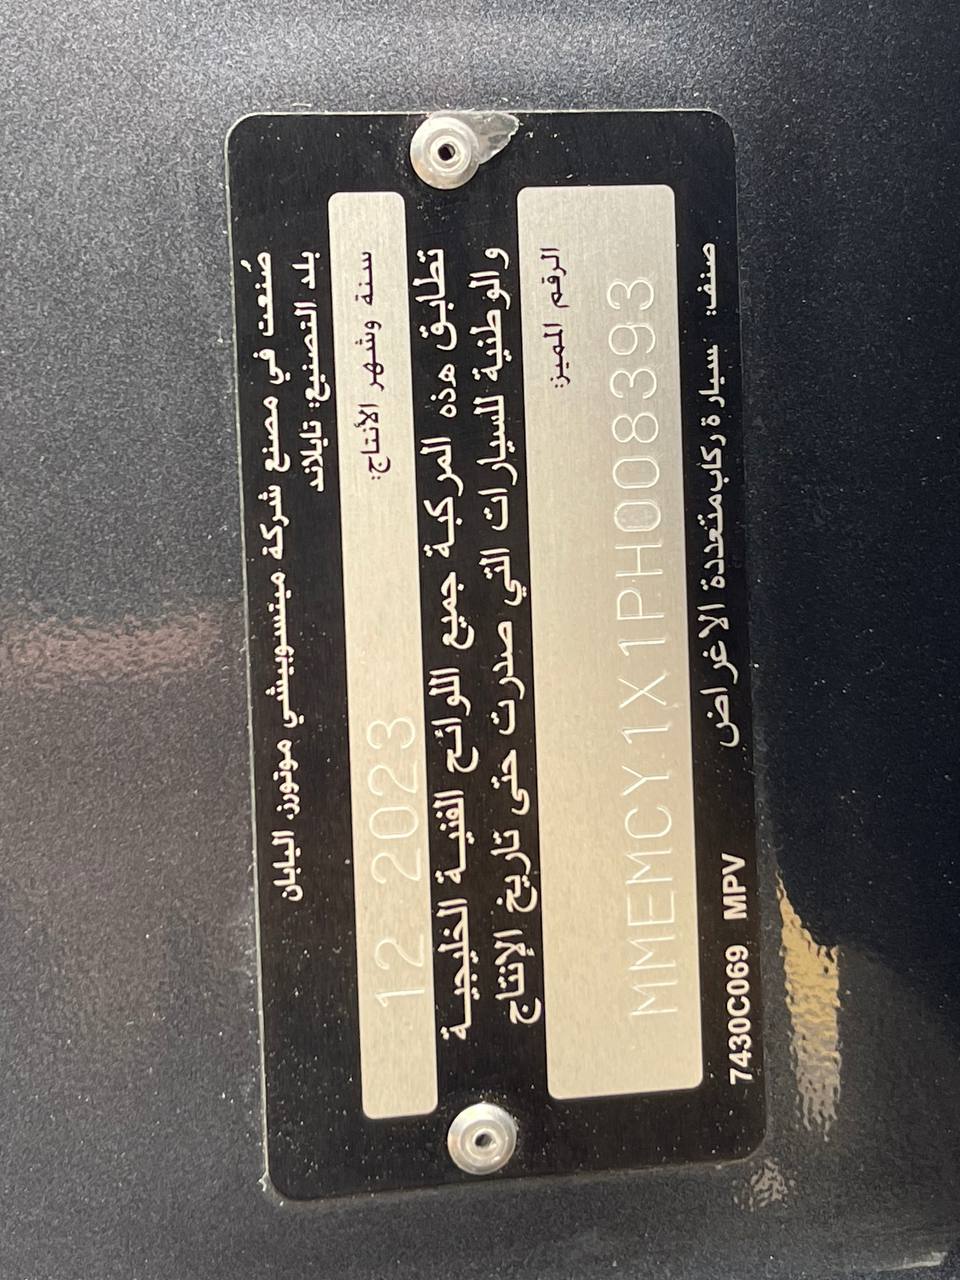 صُنعت في مصنع شركة ميتسوبيشي موتورز، اليابان
بلد التصنيع: تايلاند
سنة وشهر الأنتاج: 12 2023
تطابق هذه المركبة جميع اللوائح الفنية الخليجية
والوطنية للسيارات التي صدرت حتى تاريخ الإنتاج
الرقم المميز:
MMEMCY1X1PH008393
صنف: سيارة ركاب متعددة الاغراض MPV 7430C069